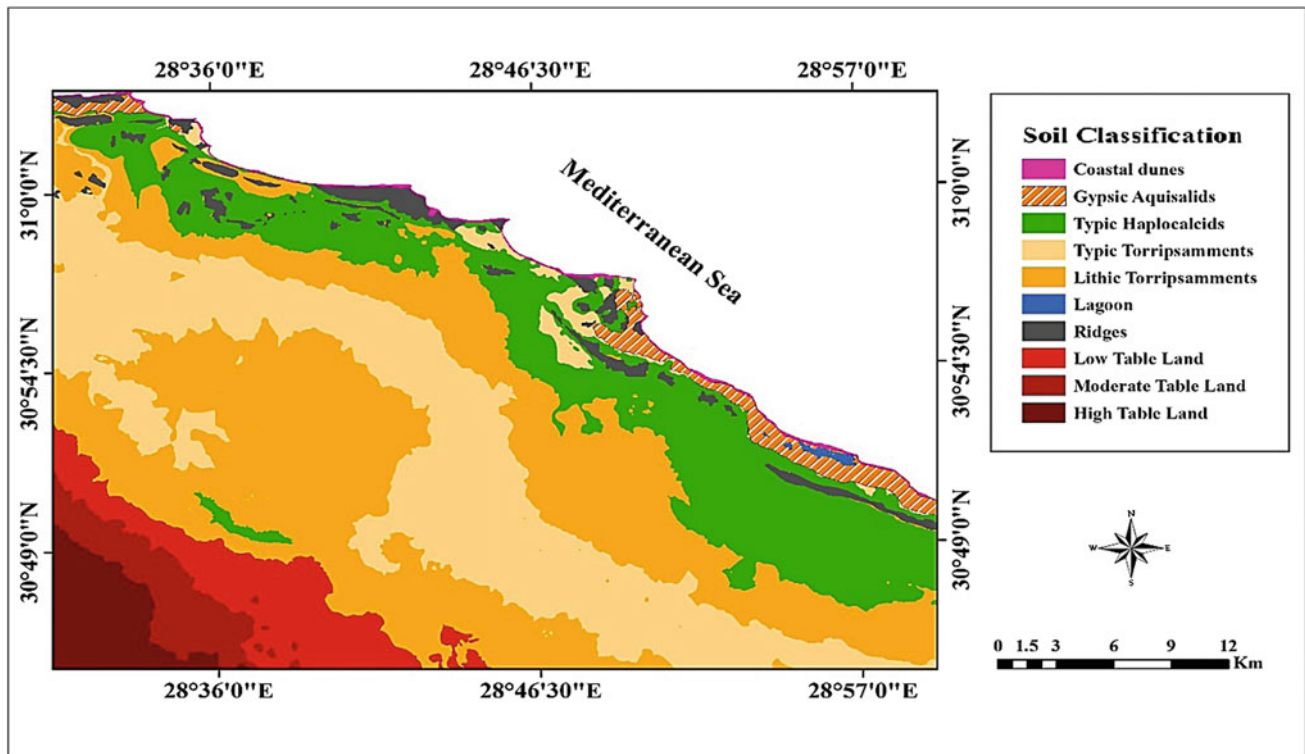 28°36'0"E
28°46'30"E
28°57'0"E
31°0'0"N
30°54'30"N
30°49'0"N
Mediterranean Sea
31°0'0"N
30°54'30"N
30°49'0"N
28°36'0"E
28°46'30"E
28°57'0"E
Soil Classification
Coastal dunes
Gypsic Aquisalids
Typic Haplocalcids
Typic Torripsamments
Lithic Torripsamments
Lagoon
Ridges
Low Table Land
Moderate Table Land
High Table Land
N
W E
S
0 1.5 3 6 9 12
Km